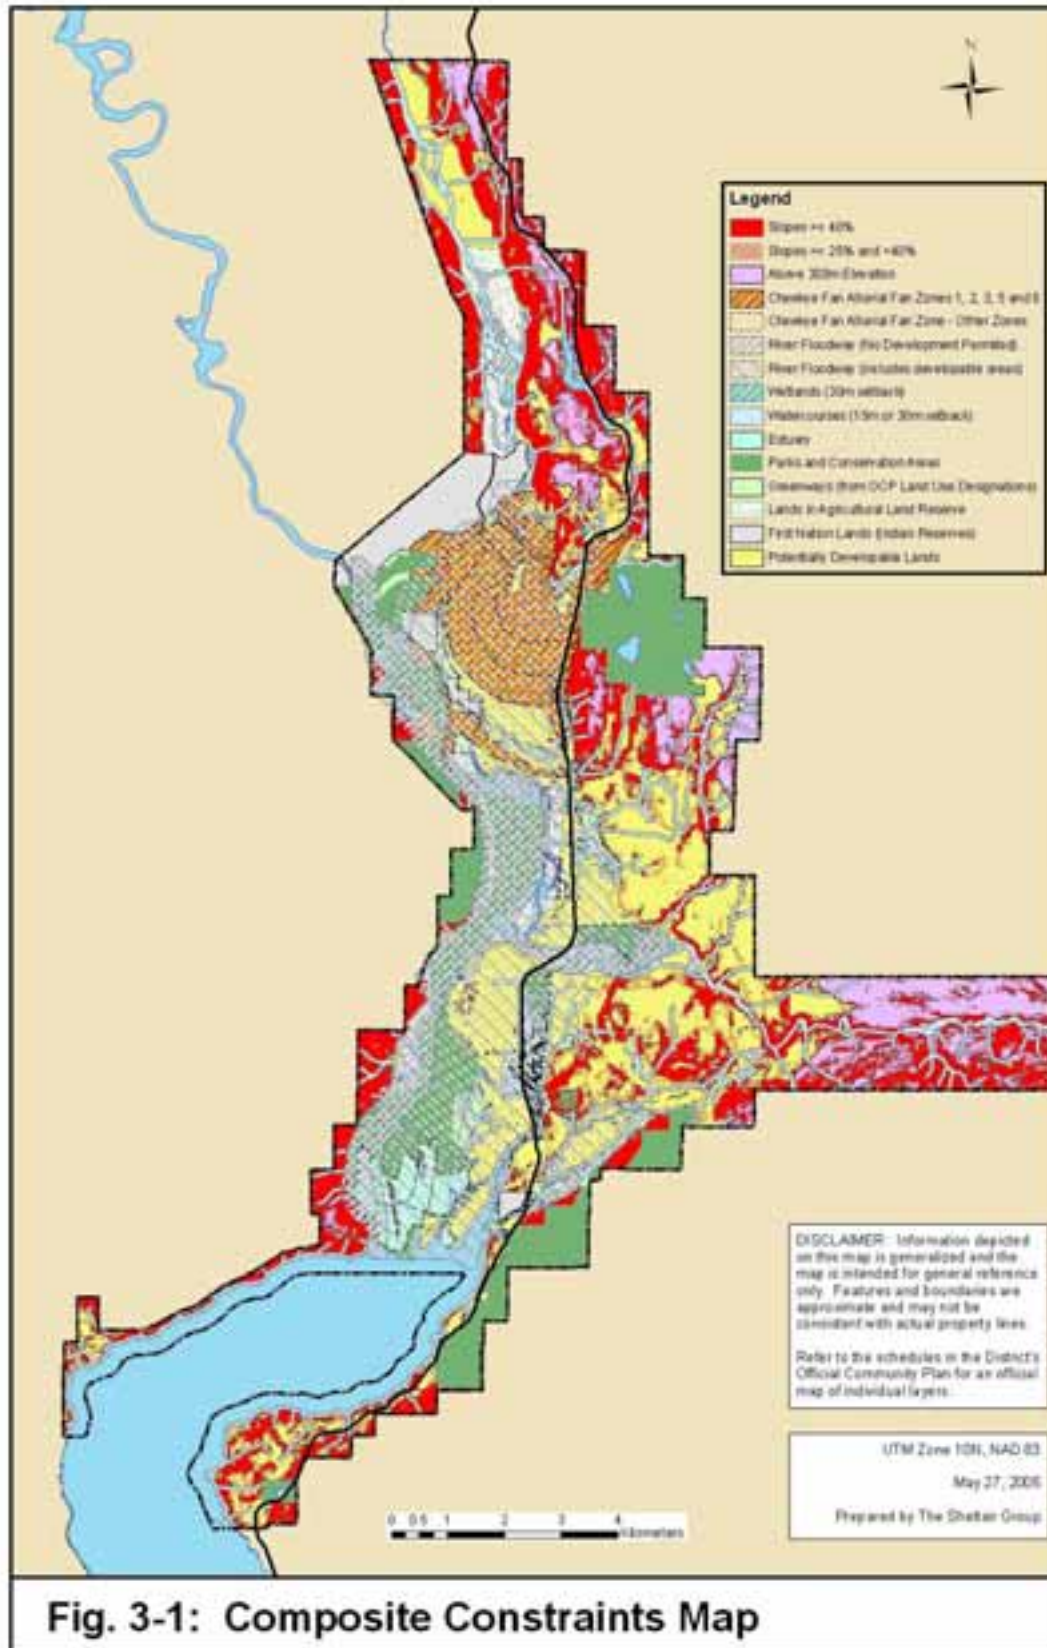 N
Legend
Slopes >= 40%
Slopes >= 25% and <40%
Above 300m Elevation
Cheekye Fan Alluvial Fan Zones 1, 2, 3, 5 and 6
Cheekye Fan Alluvial Fan Zone - Other Zones
River Floodway (No Development Permitted)
River Floodway (includes developable areas)
Wetlands (30m setback)
Watercourses (15m or 30m setback)
Estuary
Parks and Conservation Areas
Greenways (from OCP Land Use Designations)
Lands in Agricultural Land Reserve
First Nation Lands (Indian Reserves)
Potentially Developable Lands
DISCLAIMER: Information depicted
on this map is generalized and the
map is intended for general reference
only. Features and boundaries are
approximate and may not be
consistent with actual property lines.
Refer to the schedules in the District's
Official Community Plan for an official
map of individual layers.
UTM Zone 10N, NAD 83
May 27, 2005
Prepared by The Sheltair Group
0 0.5 1 2 3 4
Kilometers
Fig. 3-1: Composite Constraints Map